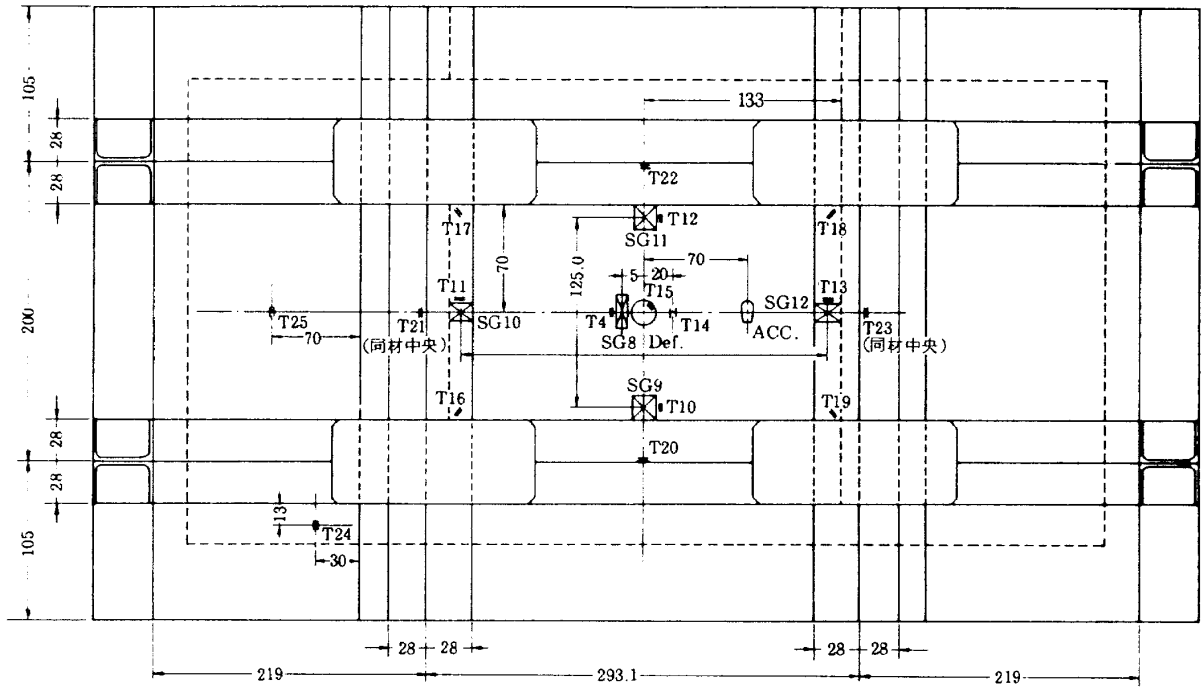 105
133
28
28
T22
T17
T12
T18
SG11
70
125.0
70
5
20
T15
T11
T13
SG12
T25
T21
SG10
T4
T14
T23
200
70
(同材中央)
SG8
Def.
ACC.
(同材中央)
SG9
T16
T10
T19
28
T20
28
13
T24
105
30
28
28
28
28
219
293.1
219